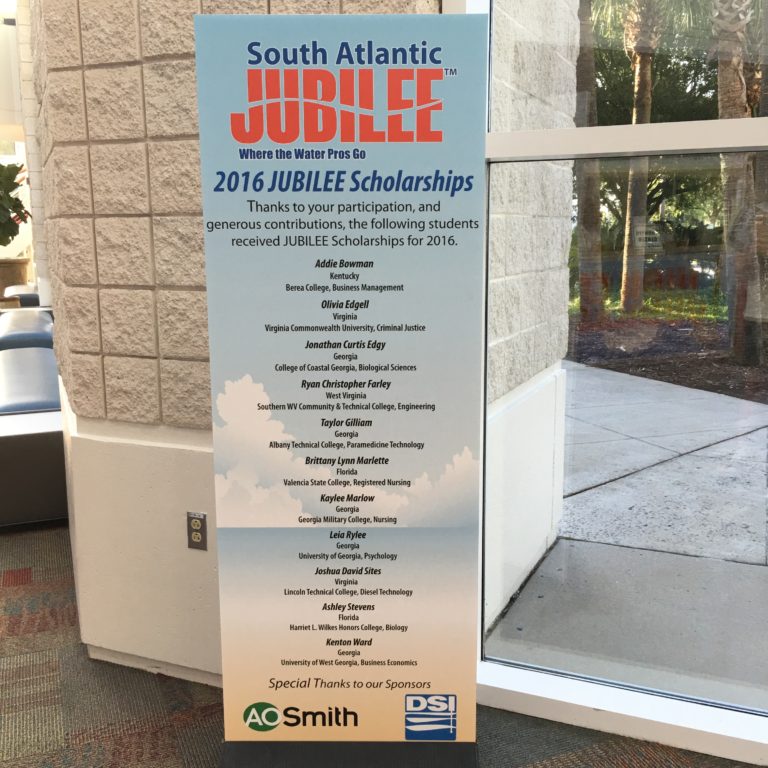 South Atlantic
JUBILEE™
Where the Water Pros Go
2016 JUBILEE Scholarships
Thanks to your participation, and
generous contributions, the following students
received JUBILEE Scholarships for 2016.
Addie Bowman
Kentucky
Berea College, Business Management
Olivia Edgell
Virginia
Virginia Commonwealth University, Criminal Justice
Jonathan Curtis Edgy
Georgia
College of Coastal Georgia, Biological Sciences
Ryan Christopher Farley
West Virginia
Southern WV Community & Technical College, Engineering
Taylor Gilliam
Georgia
Albany Technical College, Paramedicine Technology
Brittany Lynn Marlette
Florida
Valencia State College, Registered Nursing
Kaylee Marlow
Georgia
Georgia Military College, Nursing
Leia Rylee
Georgia
University of Georgia, Psychology
Joshua David Sites
Virginia
Lincoln Technical College, Diesel Technology
Ashley Stevens
Florida
Harriet L. Wilkes Honors College, Biology
Kenton Ward
Georgia
University of West Georgia, Business Economics
Special Thanks to our Sponsors
AO Smith
DSI